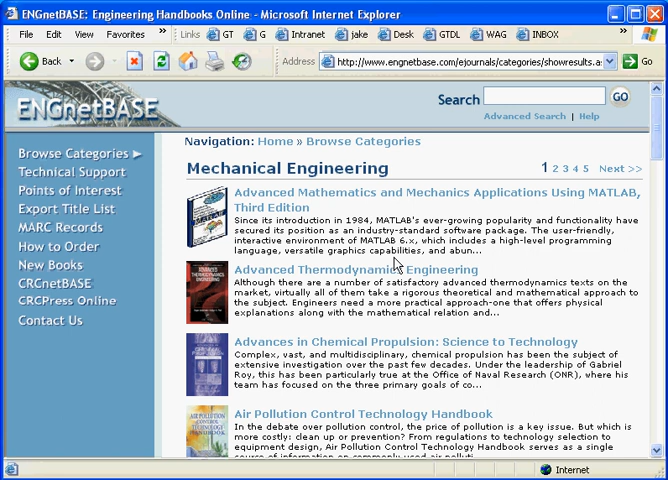 ENGnetBASE: Engineering Handbooks Online - Microsoft Internet Explorer
File Edit View Favorites » Links GT G Intranet jake Desk GTDL WAG INBOX
Back » Address http://www.engnetbase.com/ejournals/categories/showresults.as Go
ENGnetBASE
Search GO
Advanced Search | Help
Navigation: Home » Browse Categories
Browse Categories
Technical Support
Points of Interest
Export Title List
MARC Records
How to Order
New Books
CRCnetBASE
CRCPress Online
Contact Us
Mechanical Engineering 1 2 3 4 5 Next >>
Advanced Mathematics and Mechanics Applications Using MATLAB,
Third Edition
Since its introduction in 1984, MATLAB's ever-growing popularity and functionality have
secured its position as an industry-standard software package. The user-friendly,
interactive environment of MATLAB 6.x, which includes a high-level programming
language, versatile graphics capabilities, and abun...
Advanced Thermodynamics Engineering
Although there are a number of satisfactory advanced thermodynamics texts on the
market, virtually all of them take a rigorous theoretical and mathematical approach to
the subject. Engineers need a more practical approach-one that offers physical
explanations along with the mathematical relation and...
Advances in Chemical Propulsion: Science to Technology
Complex, vast, and multidisciplinary, chemical propulsion has been the subject of
extensive investigation over the past few decades. Under the leadership of Gabriel
Roy, this has been particularly true at the Office of Naval Research (ONR), where his
team has focused on the three primary goals of co...
Air Pollution Control Technology Handbook
In the debate over pollution control, the price of pollution is a key issue. But which is
more costly: clean up or prevention? From regulations to technology selection to
equipment design, Air Pollution Control Technology Handbook serves as a single
source of information on commonly used air polluti...
Internet